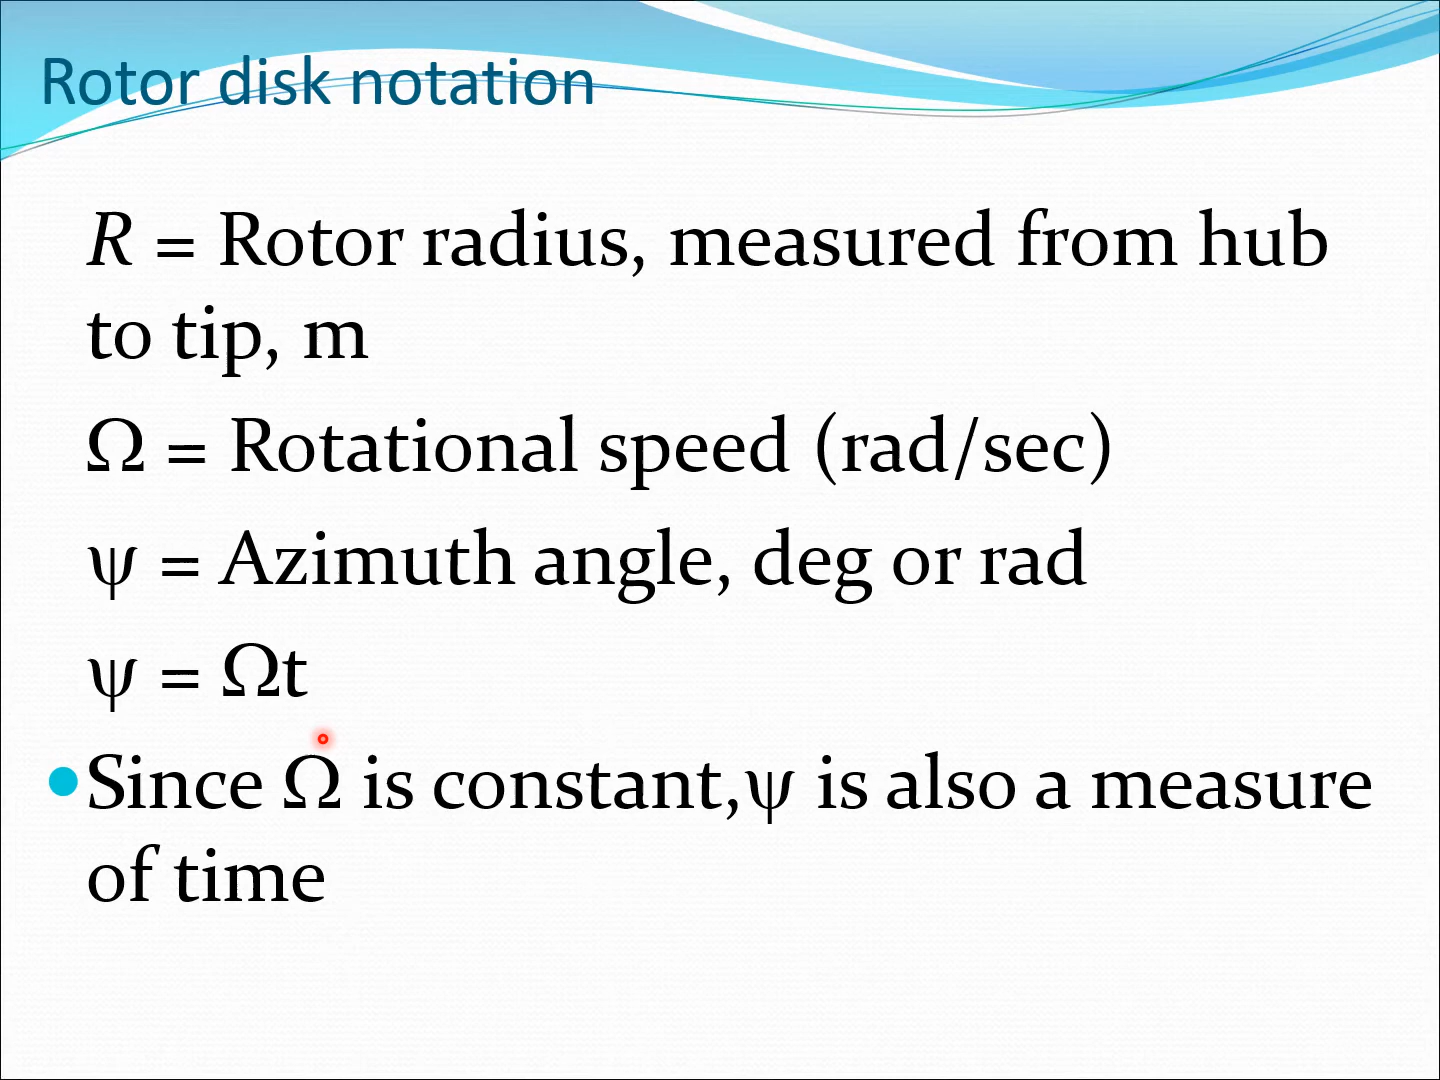 Rotor disk notation
R = Rotor radius, measured from hub
to tip, m
Ω = Rotational speed (rad/sec)
ψ = Azimuth angle, deg or rad
ψ = Ωt
Since Ω is constant,ψ is also a measure
of time